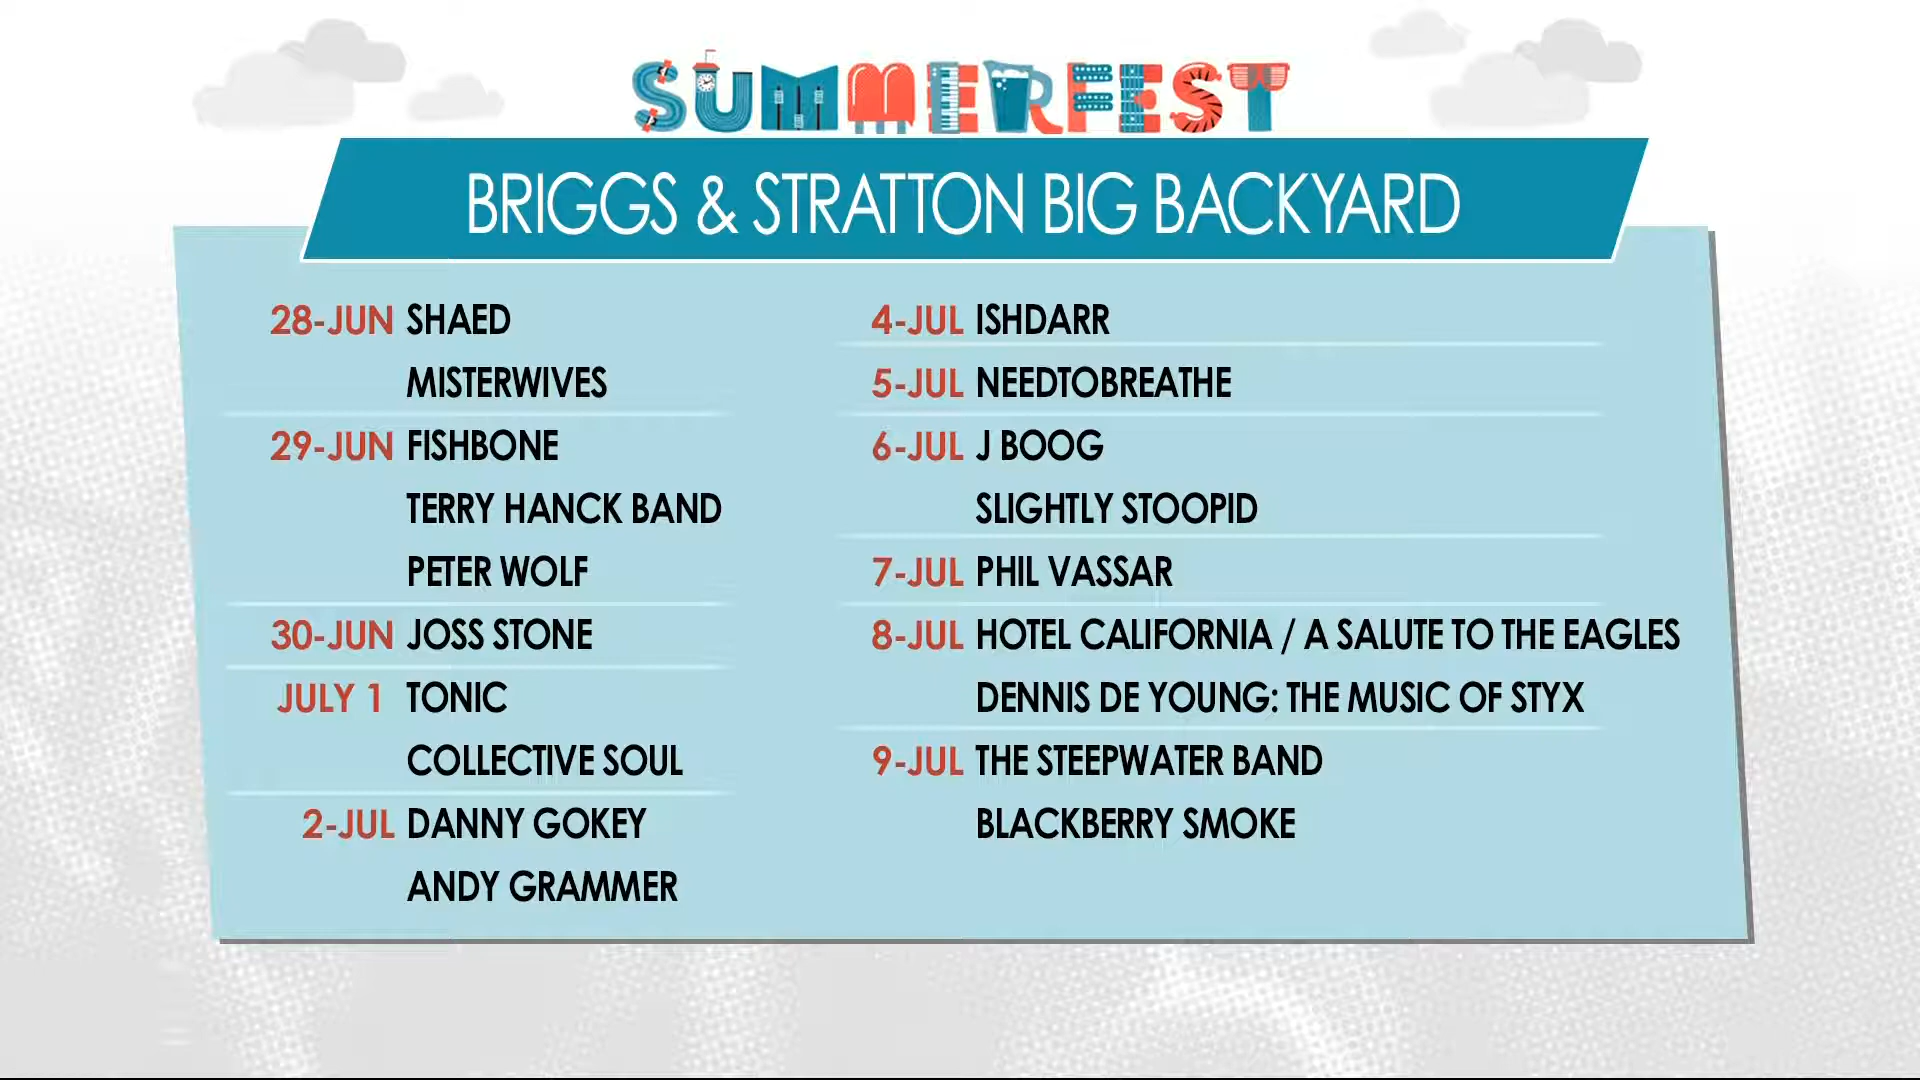 SUMMERFEST
BRIGGS & STRATTON BIG BACKYARD
28-JUN SHAED
MISTERWIVES
29-JUN FISHBONE
TERRY HANCK BAND
PETER WOLF
30-JUN JOSS STONE
JULY 1 TONIC
COLLECTIVE SOUL
2-JUL DANNY GOKEY
ANDY GRAMMER
4-JUL ISHDARR
5-JUL NEEDTOBREATHE
6-JUL J BOOG
SLIGHTLY STOOPID
7-JUL PHIL VASSAR
8-JUL HOTEL CALIFORNIA / A SALUTE TO THE EAGLES
DENNIS DE YOUNG: THE MUSIC OF STYX
9-JUL THE STEEPWATER BAND
BLACKBERRY SMOKE